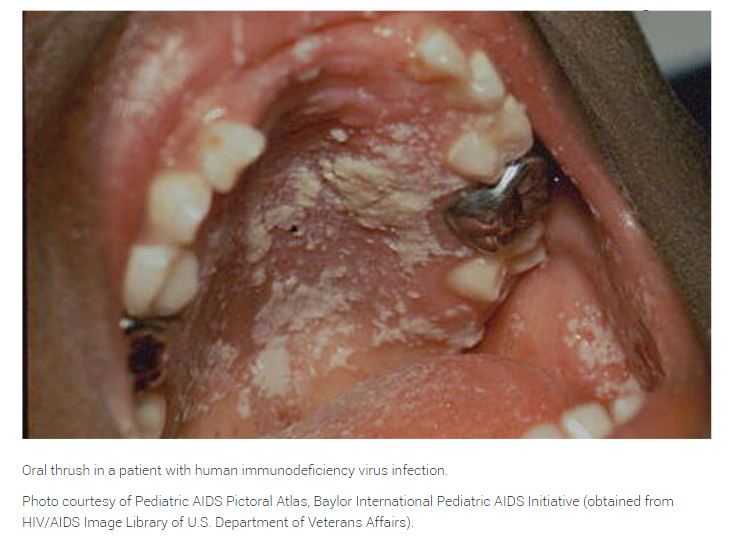 Oral thrush in a patient with human immunodeficiency virus infection.
Photo courtesy of Pediatric AIDS Pictoral Atlas, Baylor International Pediatric AIDS Initiative (obtained from
HIV/AIDS Image Library of U.S. Department of Veterans Affairs).